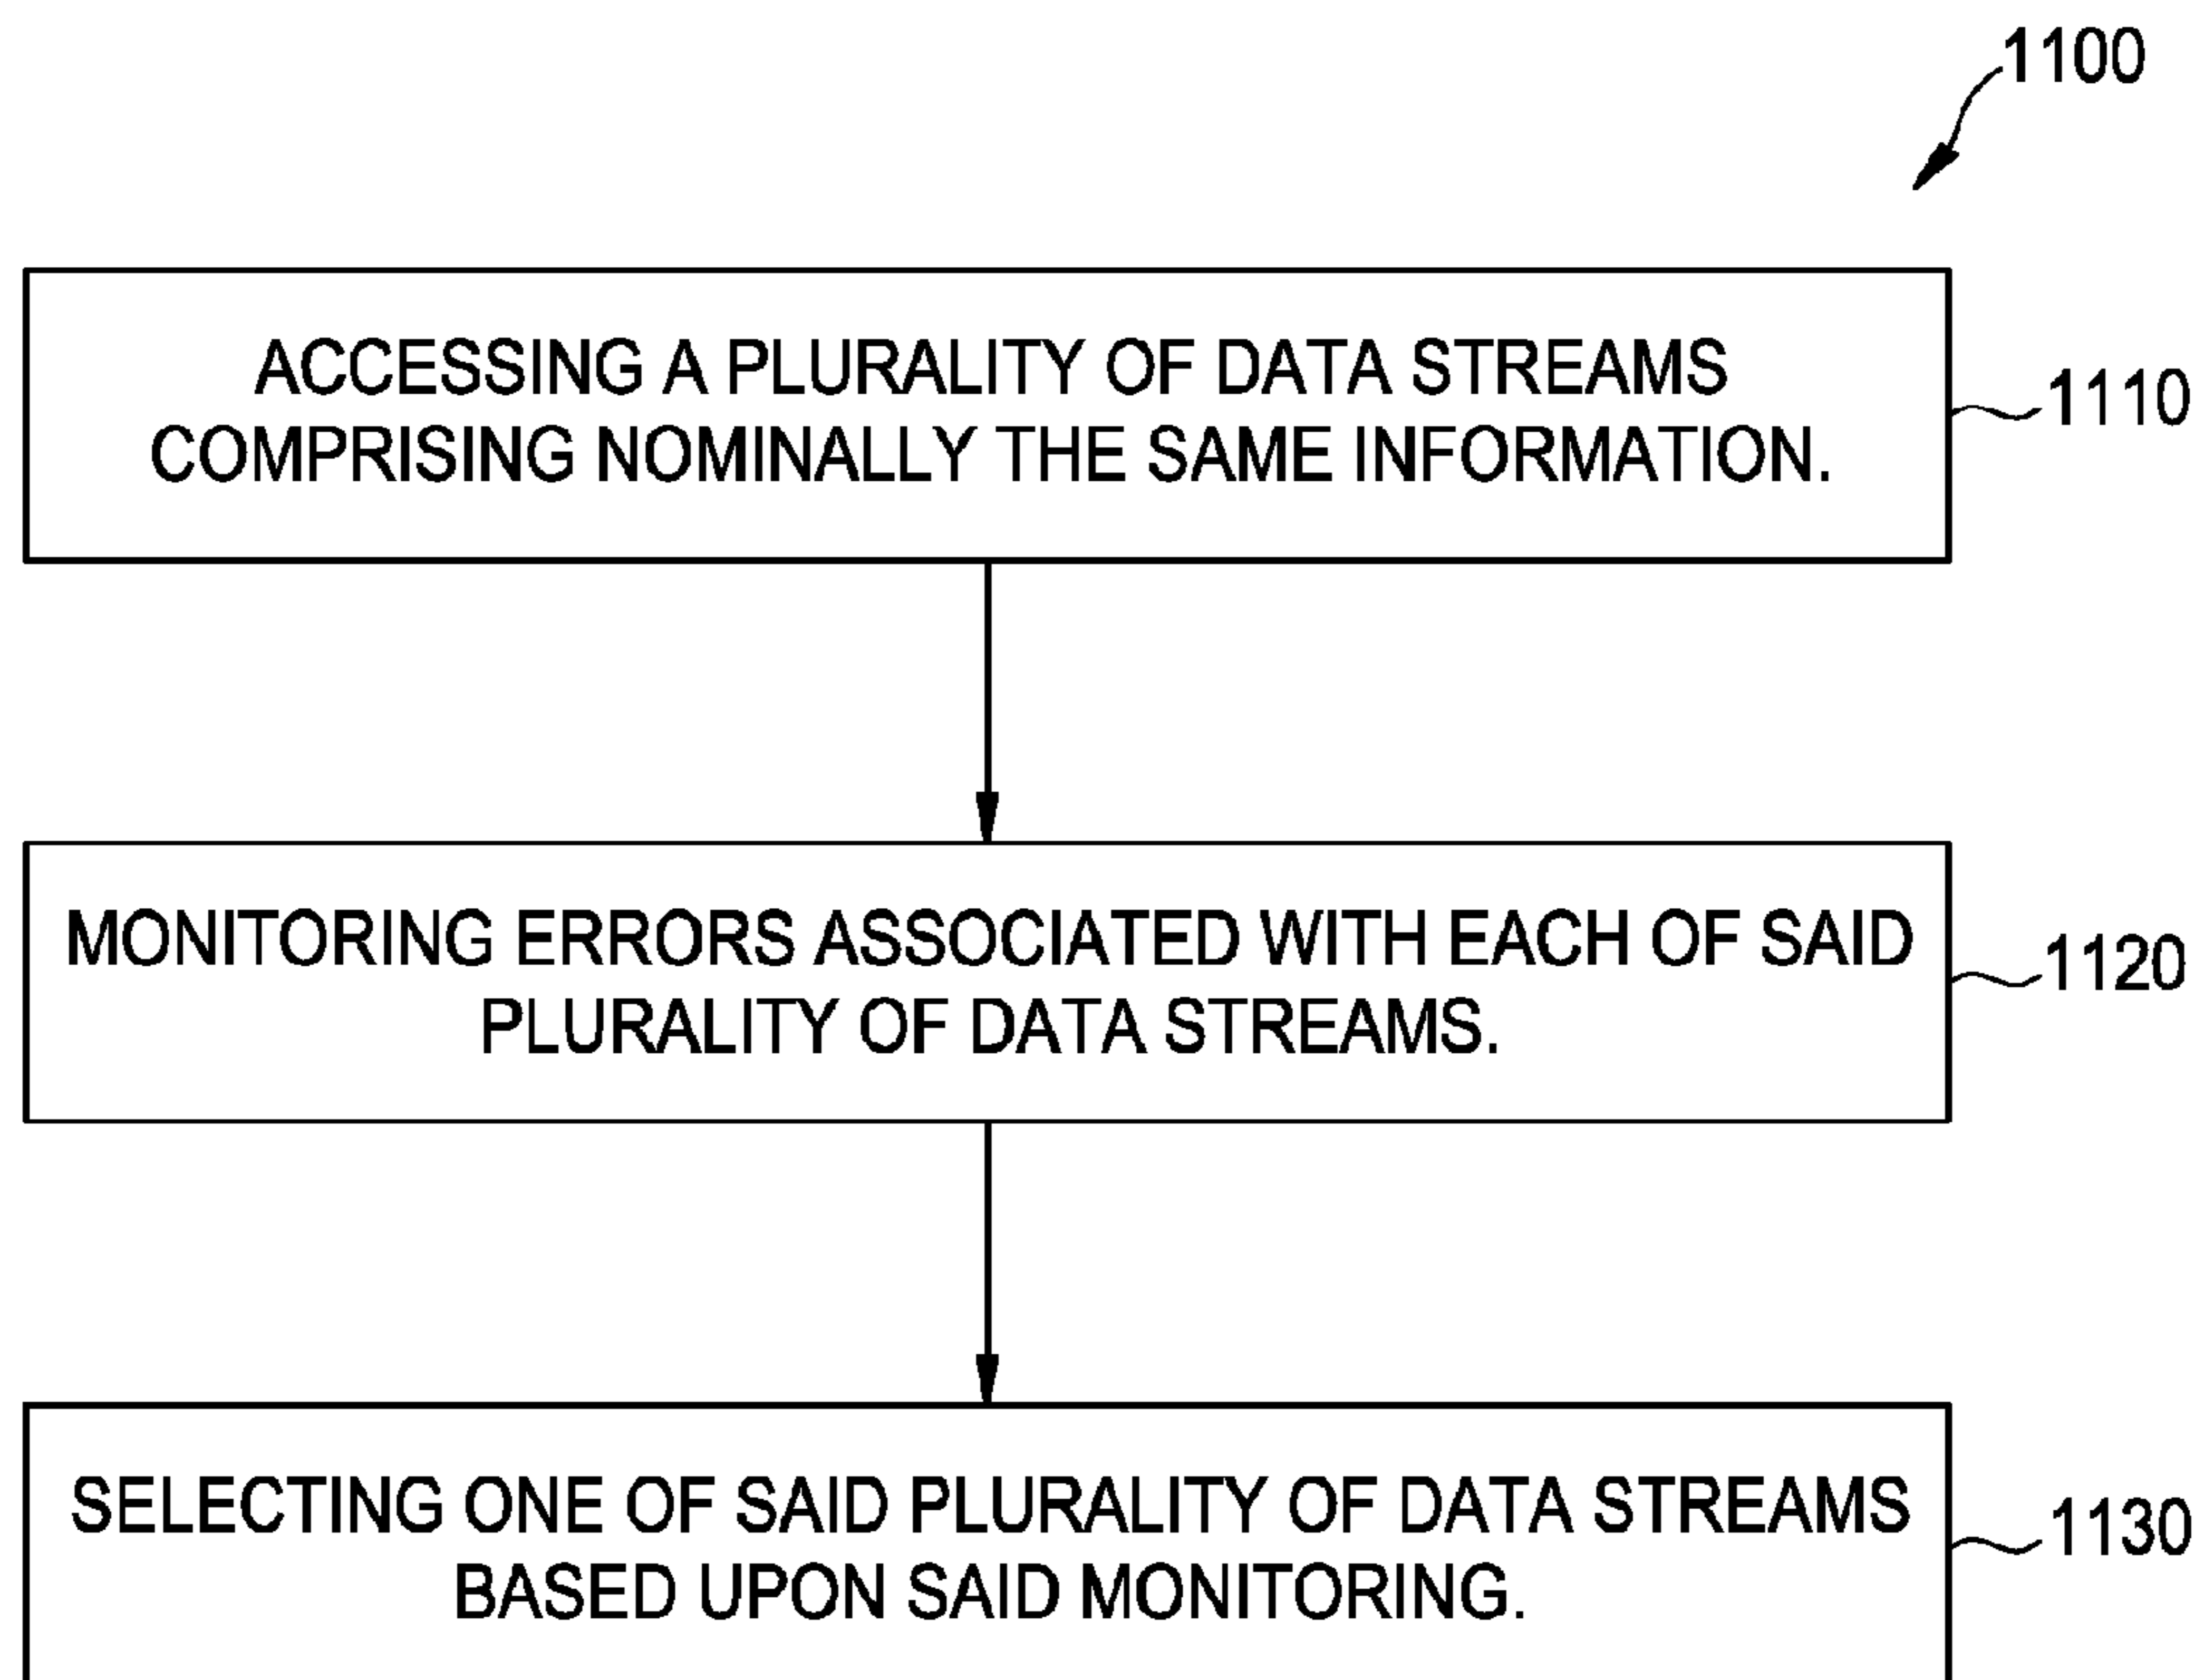 1100
ACCESSING A PLURALITY OF DATA STREAMS
COMPRISING NOMINALLY THE SAME INFORMATION.
1110
MONITORING ERRORS ASSOCIATED WITH EACH OF SAID
PLURALITY OF DATA STREAMS.
1120
SELECTING ONE OF SAID PLURALITY OF DATA STREAMS
BASED UPON SAID MONITORING.
1130